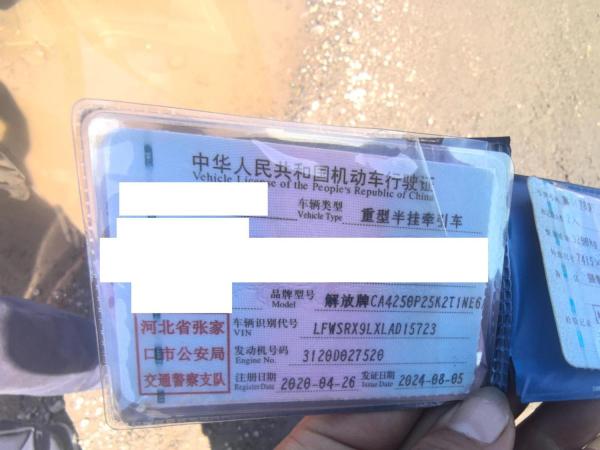 中华人民共和国机动车行驶证
Vehicle License of the People's Republic of China
车辆类型 重型半挂牵引车
Vehicle Type
品牌型号 解放牌CA4250P25K2T1NE6
Model
河北省张家
口市公安局
交通警察支队
车辆识别代号 LFWSRX9LXLAD15723
VIN
发动机号码 3120D027520
Engine No.
注册日期 2020-04-26 发证日期 2024-08-05
Register Date Issue Date